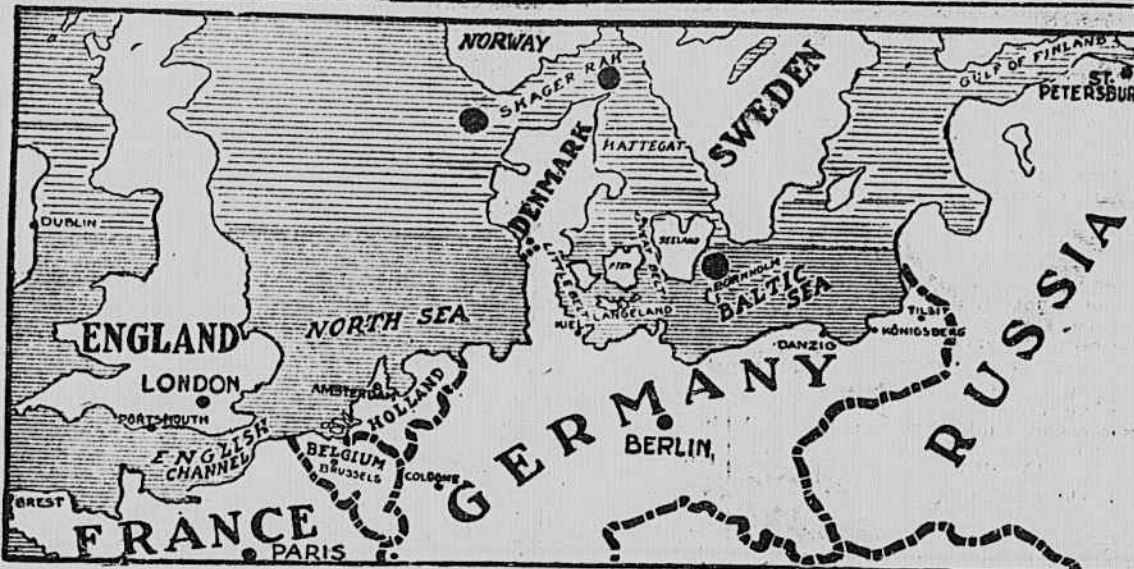 NORWAY
SKAGER RAK
SWEDEN
GULF OF FINLAND
ST.
PETERSBUR
DENMARK
KATTEGAT
DUBLIN
SEELAND
LITTLE BELT
BELT
BORNHOLM
BALTIC
SEA
LANGELAND
KIEL
NORTH SEA
ENGLAND
LONDON
PORTSMOUTH
AMSTERDAM
HOLLAND
TILSIT
KÖNIGSBERG
DANZIG
RUSSIA
GERMANY
BERLIN,
ENGLISH
CHANNEL
BELGIUM
BRUSSELS
COLOGNE
BREST
FRANCE
PARIS